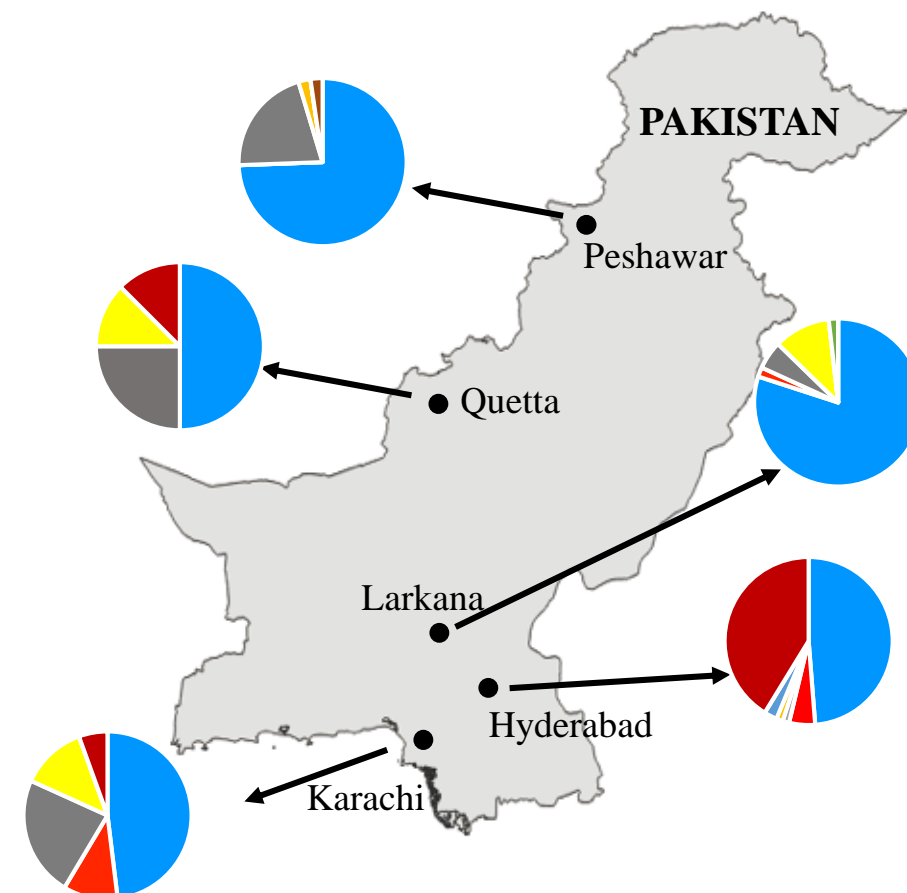 PAKISTAN
Peshawar
Quetta
Larkana
Hyderabad
Karachi